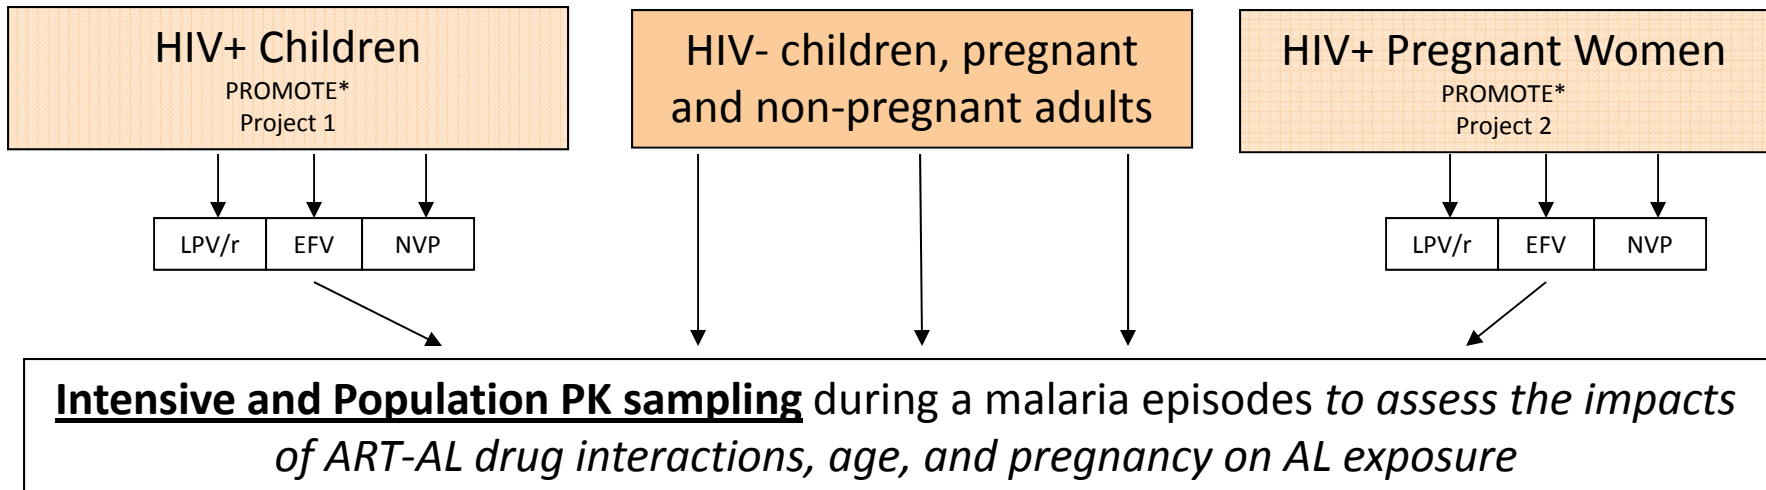 HIV+ Children
PROMOTE*
Project 1
HIV- children, pregnant
and non-pregnant adults
HIV+ Pregnant Women
PROMOTE*
Project 2
LPV/r EFV NVP
LPV/r EFV NVP
Intensive and Population PK sampling during a malaria episodes to assess the impacts
of ART-AL drug interactions, age, and pregnancy on AL exposure